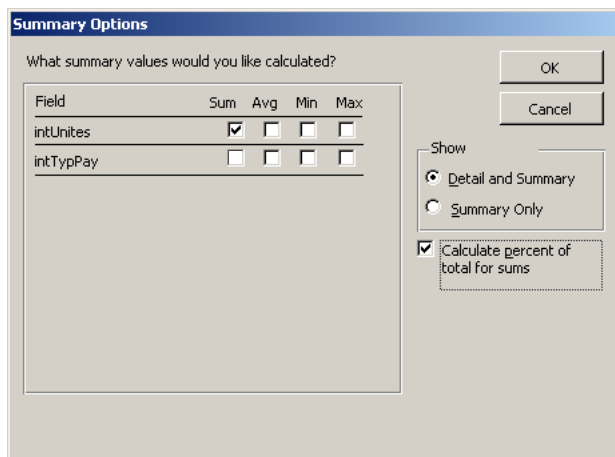 Summary Options
What summary values would you like calculated?
OK
Cancel
Field Sum Avg Min Max
intUnites
intTypPay
Show
Detail and Summary
Summary Only
Calculate percent of
total for sums